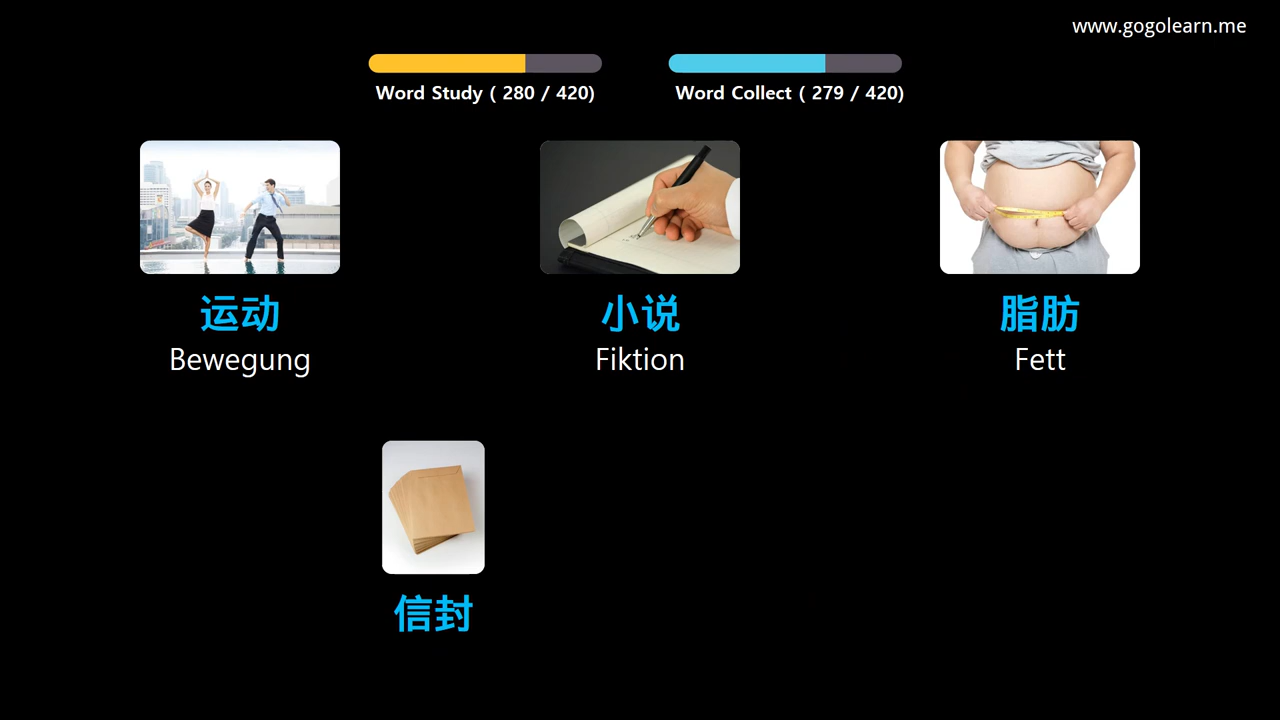 www.gogolearn.me
Word Study ( 280 / 420)
Word Collect ( 279 / 420)
运动
小说
脂肪
Bewegung
Fiktion
Fett
信封